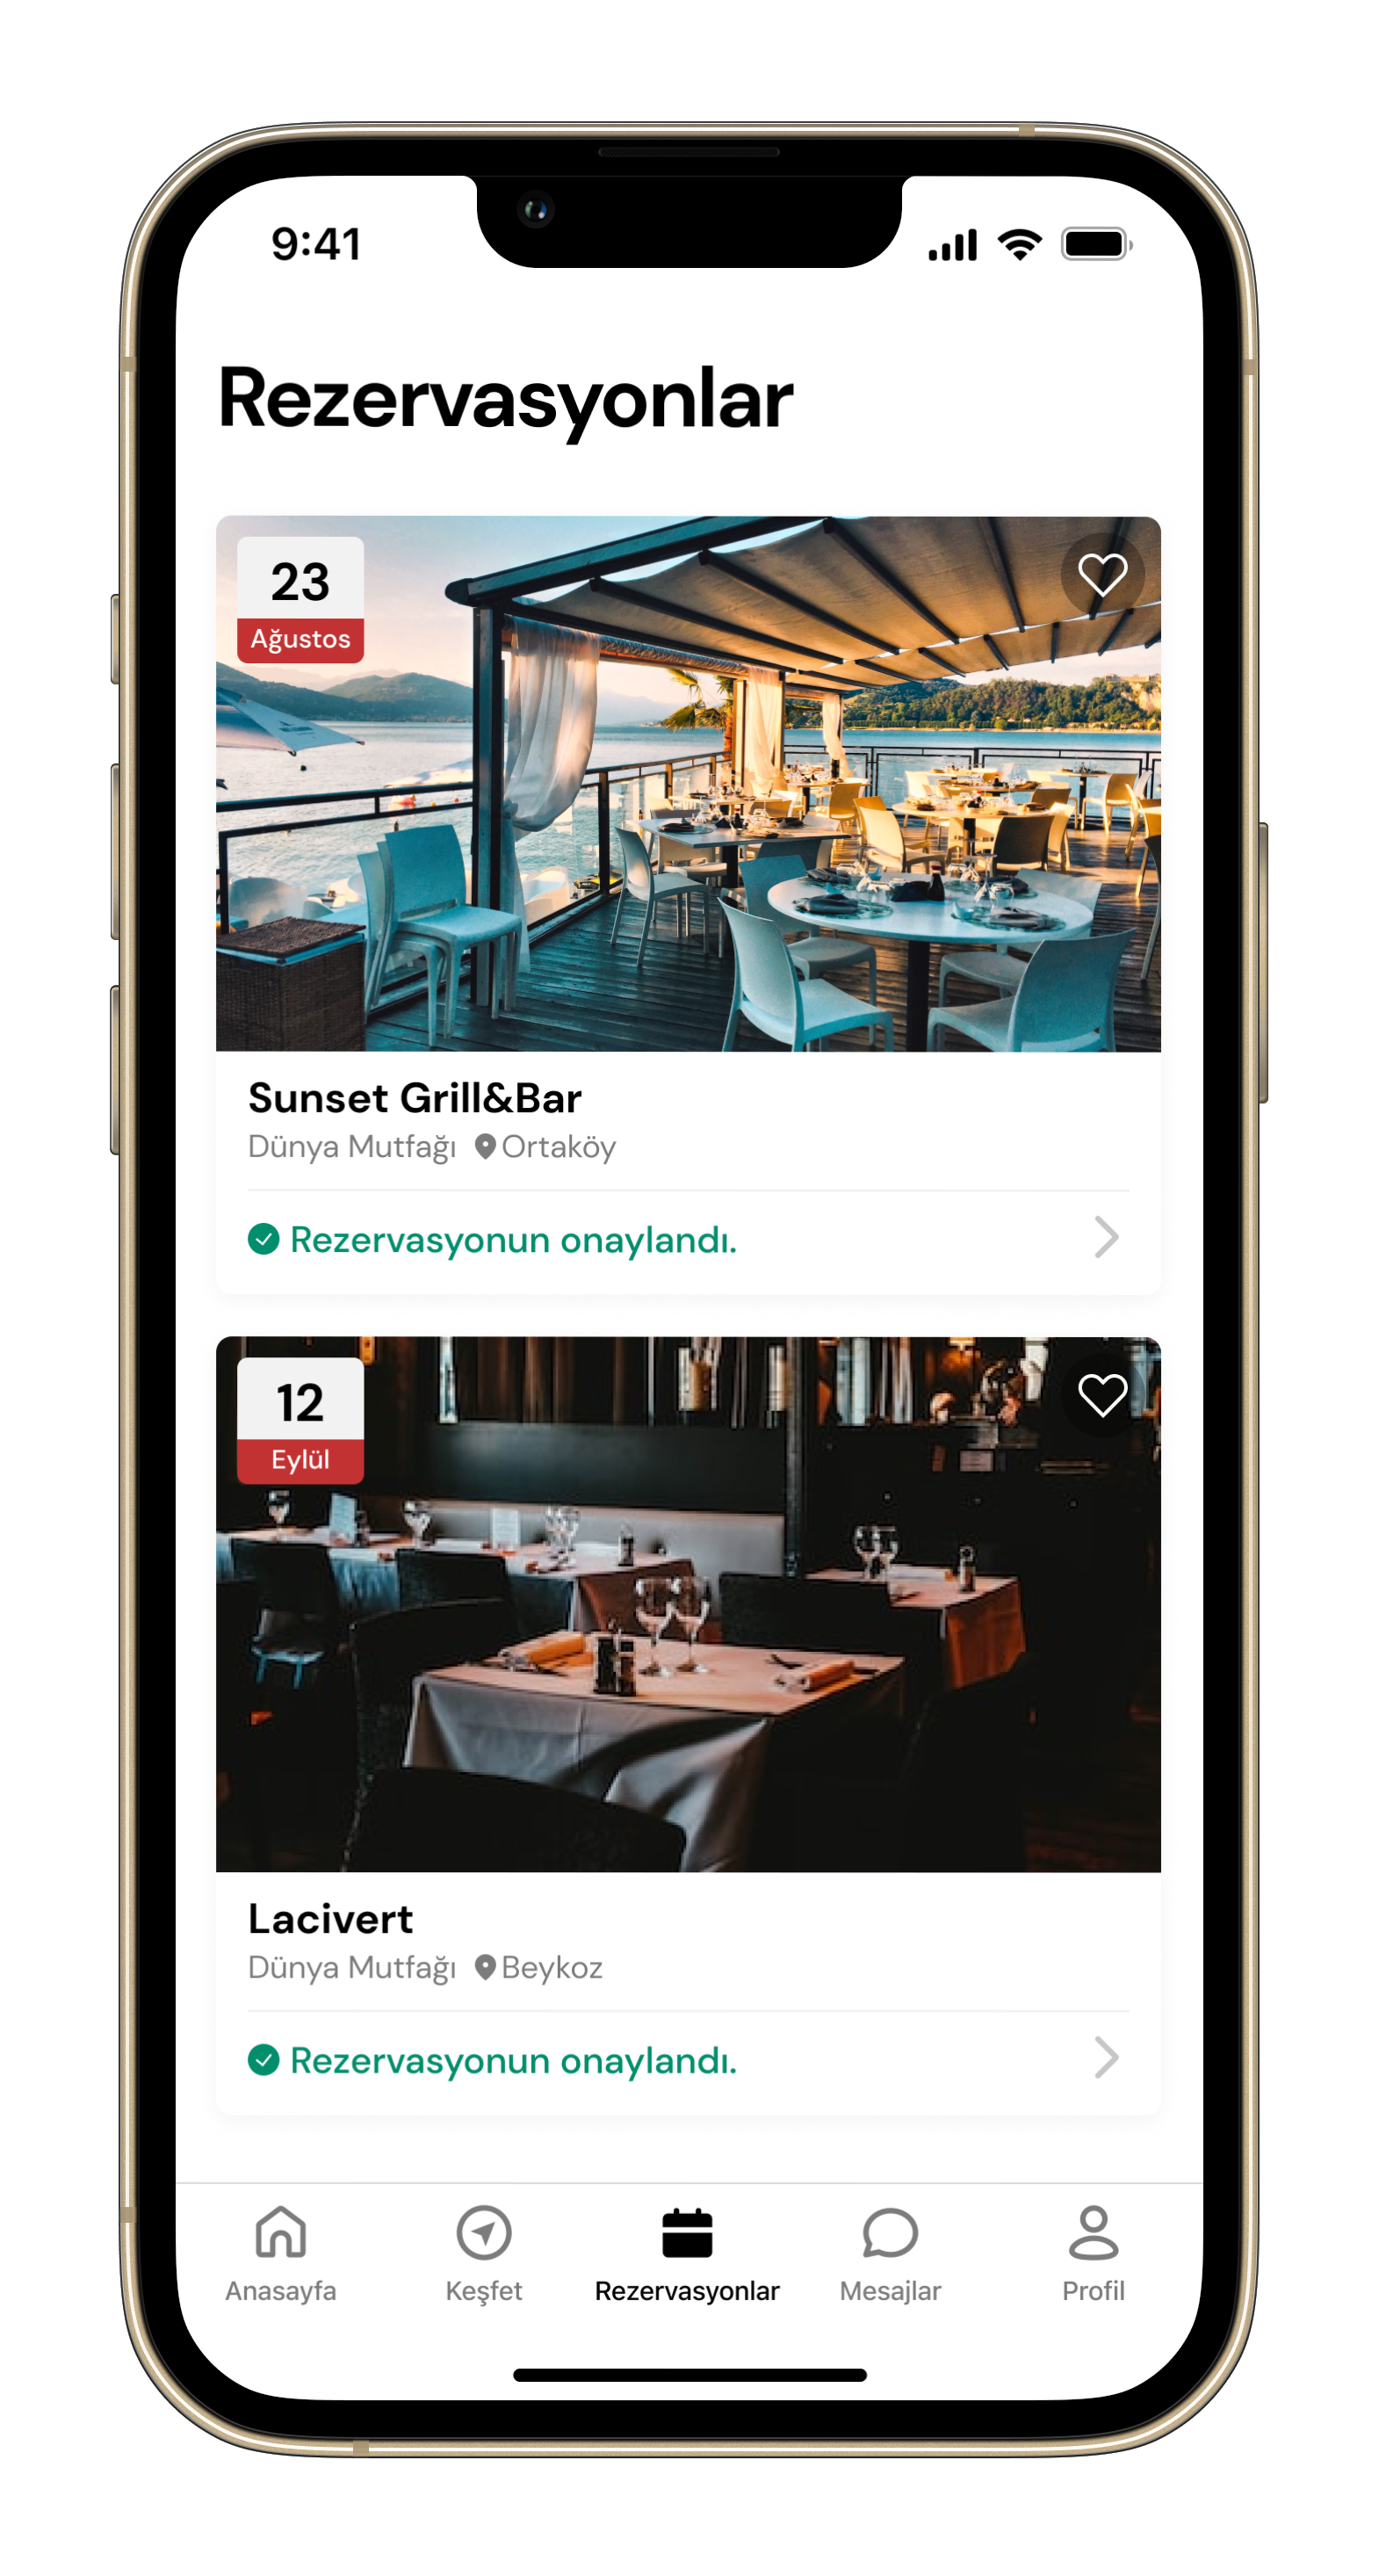 9:41
Rezervasyonlar
23
Ağustos
Sunset Grill&Bar
Dünya Mutfağı Ortaköy
Rezervasyonun onaylandı.
12
Eylül
Lacivert
Dünya Mutfağı Beykoz
Rezervasyonun onaylandı.
Anasayfa Keşfet Rezervasyonlar Mesajlar Profil